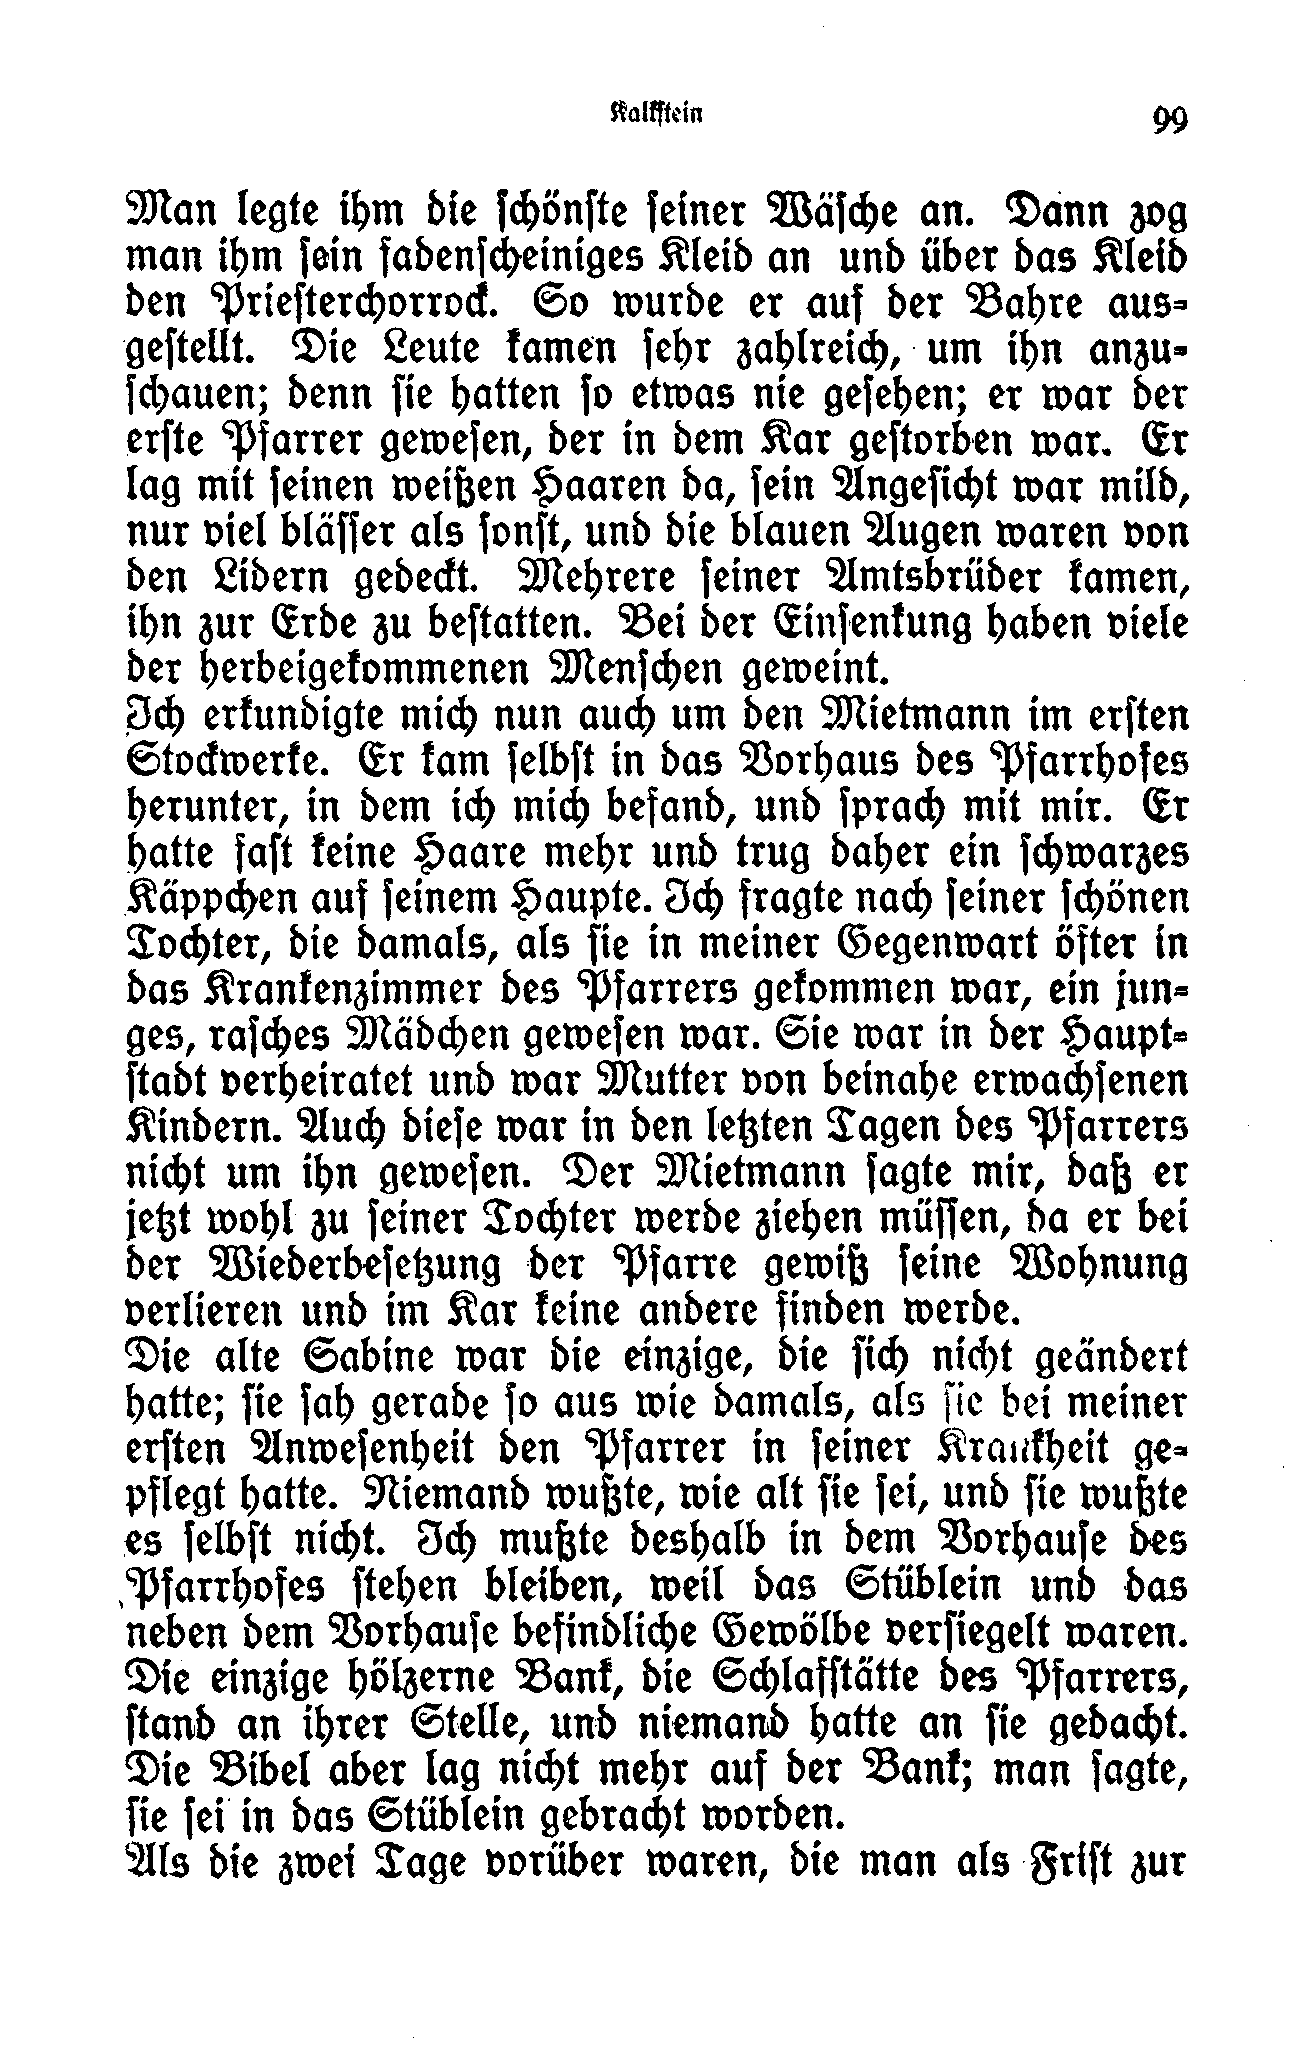 Kalkstein
99
Man legte ihm die schönste seiner Wäsche an. Dann zog
man ihm sein fadenscheiniges Kleid an und über das Kleid
den Priesterchorrock. So wurde er auf der Bahre aus-
gestellt. Die Leute kamen sehr zahlreich, um ihn anzu-
schauen; denn sie hatten so etwas nie gesehen; er war der
erste Pfarrer gewesen, der in dem Kar gestorben war. Er
lag mit seinen weißen Haaren da, sein Angesicht war mild,
nur viel blässer als sonst, und die blauen Augen waren von
den Lidern gedeckt. Mehrere seiner Amtsbrüder kamen,
ihn zur Erde zu bestatten. Bei der Einsenkung haben viele
der herbeigekommenen Menschen geweint.
Ich erkundigte mich nun auch um den Mietmann im ersten
Stockwerke. Er kam selbst in das Vorhaus des Pfarrhofes
herunter, in dem ich mich befand, und sprach mit mir. Er
hatte fast keine Haare mehr und trug daher ein schwarzes
Käppchen auf seinem Haupte. Ich fragte nach seiner schönen
Tochter, die damals, als sie in meiner Gegenwart öfter in
das Krankenzimmer des Pfarrers gekommen war, ein jun-
ges, rasches Mädchen gewesen war. Sie war in der Haupt-
stadt verheiratet und war Mutter von beinahe erwachsenen
Kindern. Auch diese war in den letzten Tagen des Pfarrers
nicht um ihn gewesen. Der Mietmann sagte mir, daß er
jetzt wohl zu seiner Tochter werde ziehen müssen, da er bei
der Wiederbesetzung der Pfarre gewiß seine Wohnung
verlieren und im Kar keine andere finden werde.
Die alte Sabine war die einzige, die sich nicht geändert
hatte; sie sah gerade so aus wie damals, als sie bei meiner
ersten Anwesenheit den Pfarrer in seiner Krankheit ge-
pflegt hatte. Niemand wußte, wie alt sie sei, und sie wußte
es selbst nicht. Ich mußte deshalb in dem Vorhause des
Pfarrhofes stehen bleiben, weil das Stüblein und das
neben dem Vorhause befindliche Gewölbe versiegelt waren.
Die einzige hölzerne Bank, die Schlafstätte des Pfarrers,
stand an ihrer Stelle, und niemand hatte an sie gedacht.
Die Bibel aber lag nicht mehr auf der Bank; man sagte,
sie sei in das Stüblein gebracht worden.
Als die zwei Tage vorüber waren, die man als Frist zur